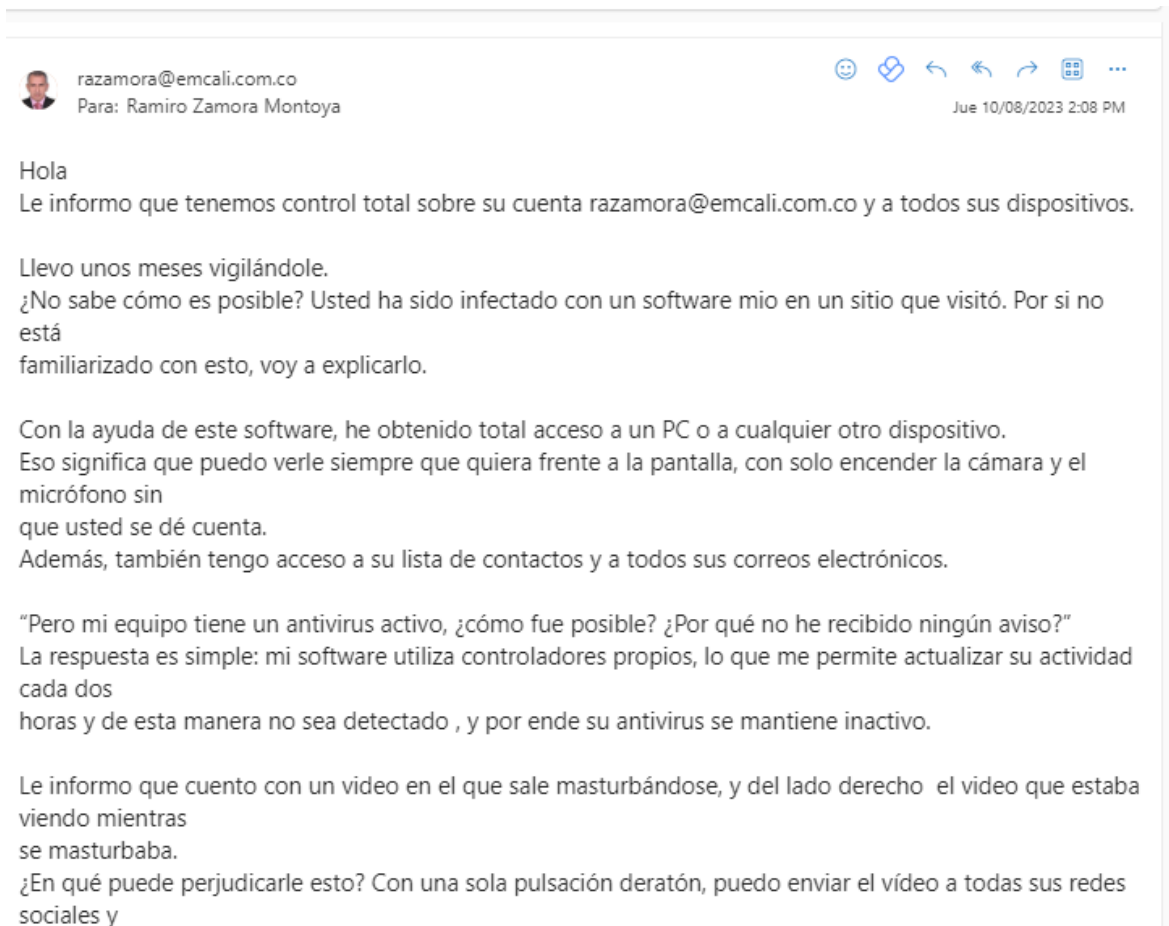 razamora@emcali.com.co
Para: Ramiro Zamora Montoya
Jue 10/08/2023 2:08 PM
Hola
Le informo que tenemos control total sobre su cuenta razamora@emcali.com.co y a todos sus dispositivos.
Llevo unos meses vigilándole.
¿No sabe cómo es posible? Usted ha sido infectado con un software mio en un sitio que visitó. Por si no
está
familiarizado con esto, voy a explicarlo.
Con la ayuda de este software, he obtenido total acceso a un PC o a cualquier otro dispositivo.
Eso significa que puedo verle siempre que quiera frente a la pantalla, con solo encender la cámara y el
micrófono sin
que usted se dé cuenta.
Además, también tengo acceso a su lista de contactos y a todos sus correos electrónicos.
“Pero mi equipo tiene un antivirus activo, ¿cómo fue posible? ¿Por qué no he recibido ningún aviso?”
La respuesta es simple: mi software utiliza controladores propios, lo que me permite actualizar su actividad
cada dos
horas y de esta manera no sea detectado , y por ende su antivirus se mantiene inactivo.
Le informo que cuento con un video en el que sale masturbándose, y del lado derecho  el video que estaba
viendo mientras
se masturbaba.
¿En qué puede perjudicarle esto? Con una sola pulsación deratón, puedo enviar el vídeo a todas sus redes
sociales y